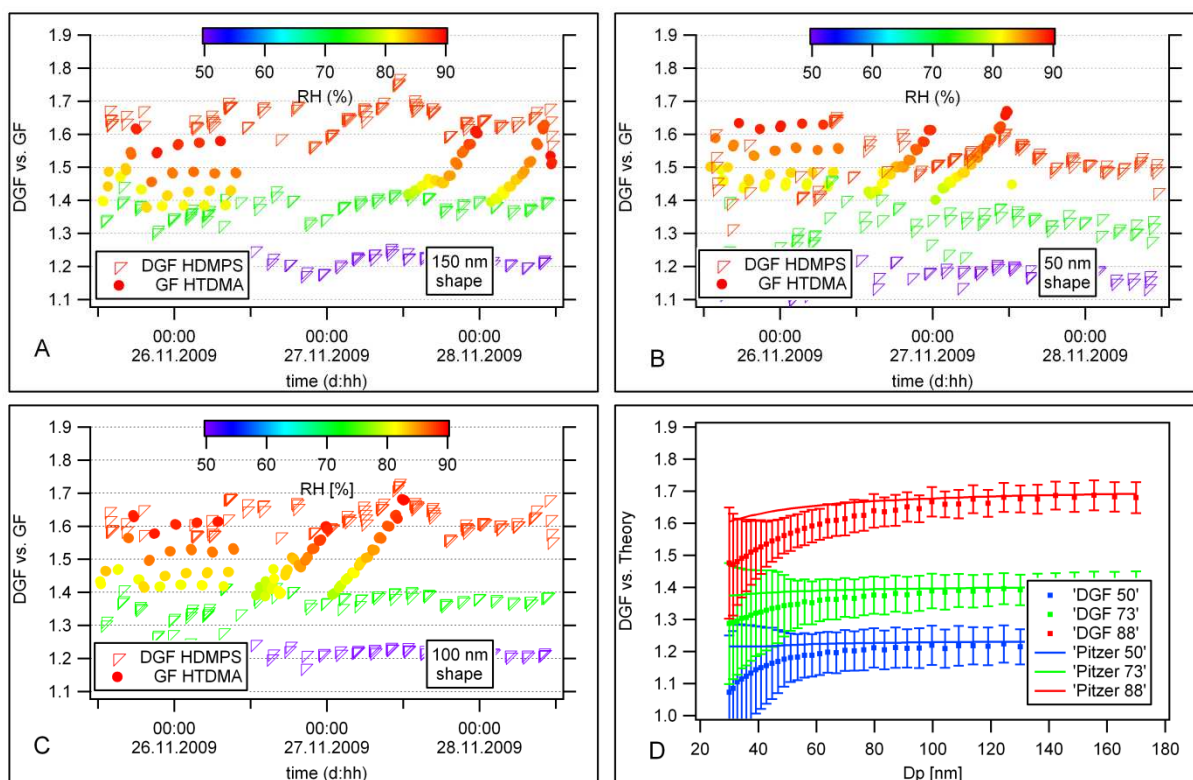 1.9
1.8
1.7
1.6
1.5
1.4
1.3
1.2
1.1
DGF vs. GF
50 60 70 80 90
RH (%)
DGF HDMPS
GF HTDMA
150 nm
shape
00:00
26.11.2009
00:00
27.11.2009
00:00
28.11.2009
A
time (d:hh)
1.9
1.8
1.7
1.6
1.5
1.4
1.3
1.2
1.1
DGF vs. GF
50 60 70 80 90
RH (%)
DGF HDMPS
GF HTDMA
50 nm
shape
00:00
26.11.2009
00:00
27.11.2009
00:00
28.11.2009
B
time (d:hh)
1.9
1.8
1.7
1.6
1.5
1.4
1.3
1.2
1.1
DGF vs. GF
50 60 70 80 90
RH [%]
DGF HDMPS
GF HTDMA
100 nm
shape
00:00
26.11.2009
00:00
27.11.2009
00:00
28.11.2009
C
time (d:hh)
1.9
1.8
1.7
1.6
1.5
1.4
1.3
1.2
1.1
1.0
DGF vs. Theory
'DGF 50'
'DGF 73'
'DGF 88'
'Pitzer 50'
'Pitzer 73'
'Pitzer 88'
20 40 60 80 100 120 140 160 180
D
Dp [nm]